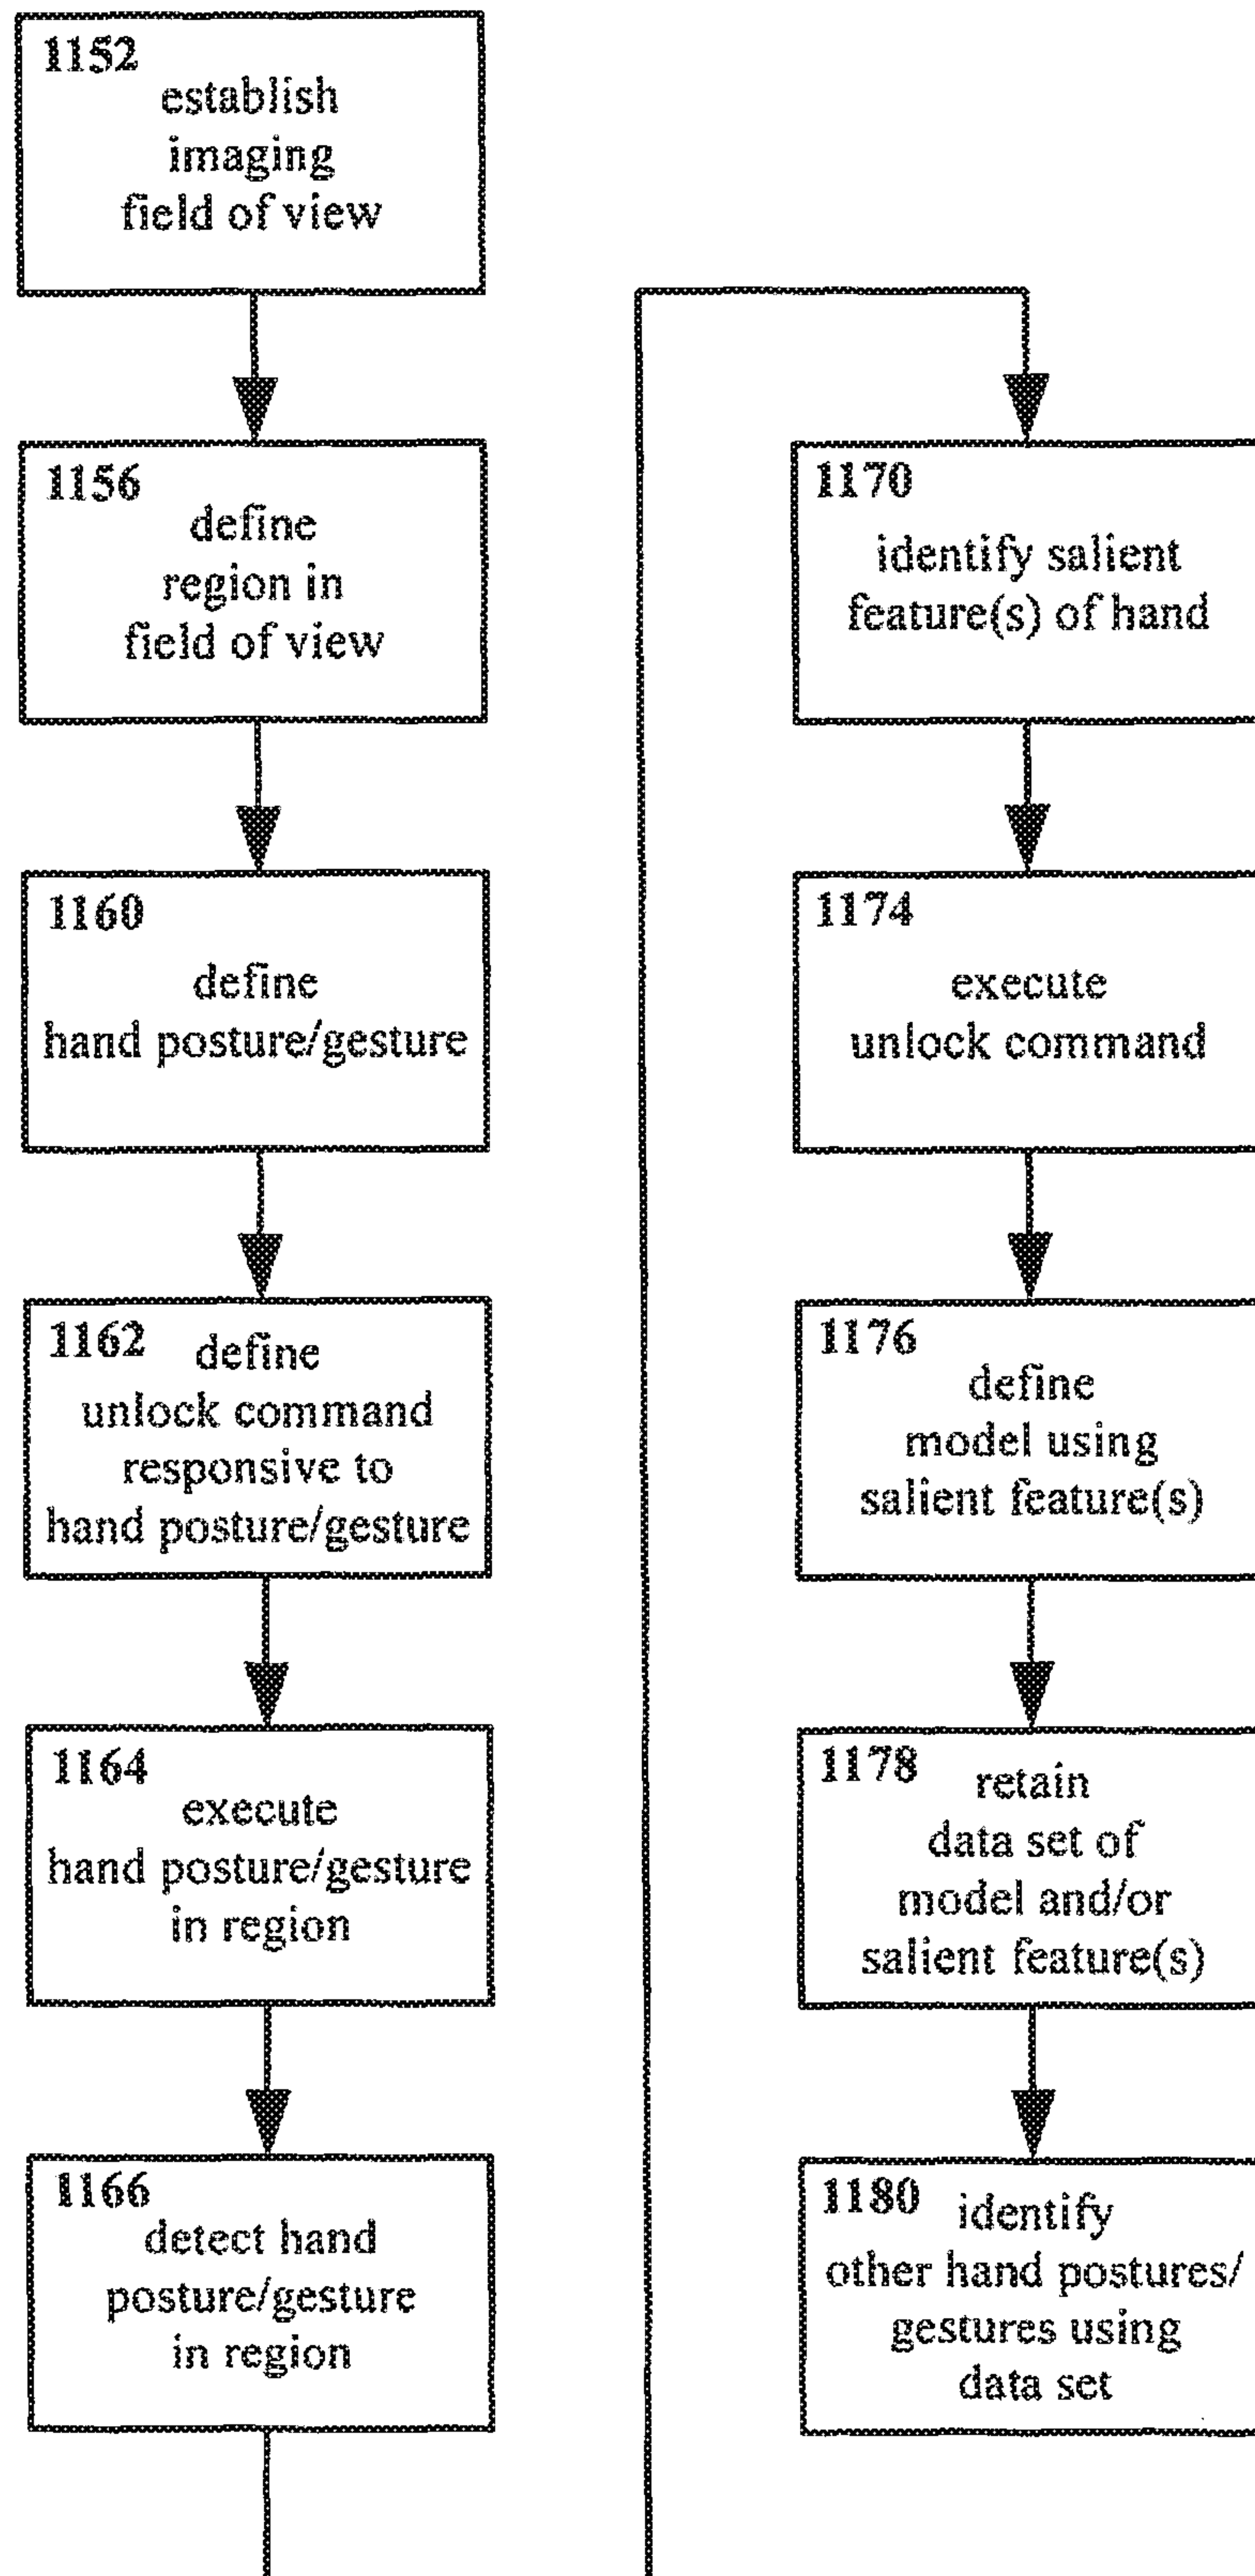 1152
establish
imaging
field of view
1156
define
region in
field of view
1160
define
hand posture/gesture
1162 define
unlock command
responsive to
hand posture/gesture
1164
execute
hand posture/gesture
in region
1166
detect hand
posture/gesture
in region
1170
identify salient
feature(s) of hand
1174
execute
unlock command
1176
define
model using
salient feature(s)
1178 retain
data set of
model and/or
salient feature(s)
1180 identify
other hand postures/
gestures using
data set